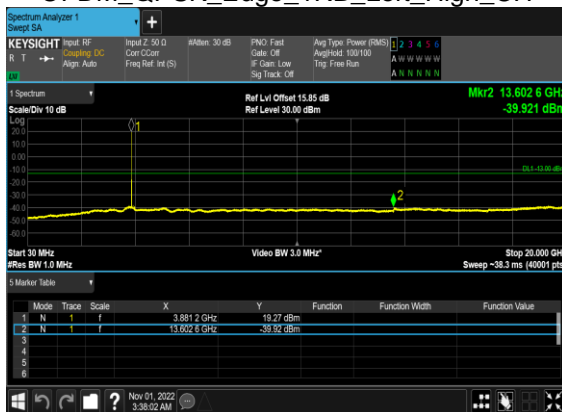 Spectrum Analyzer 1
Swept SA
+
KEYSIGHT Input: RF Input Z: 50 Ω #Atten: 30 dB PNO: Fast Avg Type: Power (RMS) 1 2 3 4 5 6
R T Coupling: DC Corr CCorr Gate: Off Avg|Hold: 100/100 A W W W W W
Align: Auto Freq Ref: Int (S) IF Gain: Low Trig: Free Run
Sig Track: Off A N N N N N
LXI
1 Spectrum Ref Lvl Offset 15.85 dB Mkr2 13.602 6 GHz
Scale/Div 10 dB Ref Level 30.00 dBm -39.921 dBm
Log
20.0
1
10.0
0.00
-10.0
DL1 -13.00 dB
-20.0
-30.0
2
-40.0
-50.0
-60.0
Start 30 MHz Video BW 3.0 MHz* Stop 20.000 GH
#Res BW 1.0 MHz Sweep ~38.3 ms (40001 pts
5 Marker Table
Mode Trace Scale X Y Function Function Width Function Value
1 N 1 f 3.881 2 GHz 19.27 dBm
2 N 1 f 13.602 6 GHz -39.92 dBm
3
4
5
6
? Nov 01, 2022
3:38:02 AM